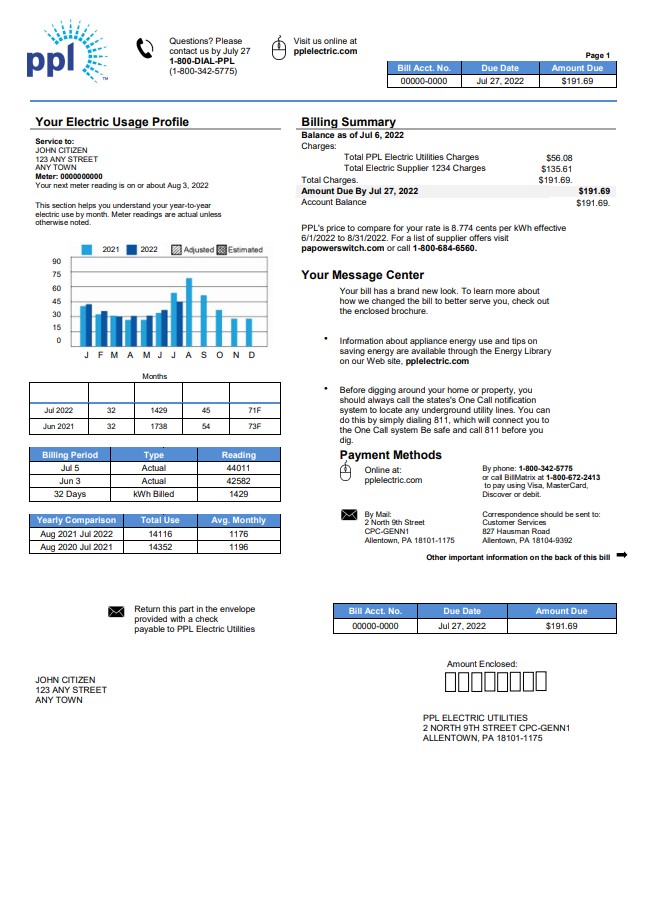 ppl
TM
Questions? Please
contact us by July 27
1-800-DIAL-PPL
(1-800-342-5775)
Visit us online at
pplelectric.com
Page 1
Bill Acct. No. Due Date Amount Due
00000-0000 Jul 27, 2022 $191.69
Your Electric Usage Profile
Service to:
JOHN CITIZEN
123 ANY STREET
ANY TOWN
Meter: 0000000000
Your next meter reading is on or about Aug 3, 2022
This section helps you understand your year-to-year
electric use by month. Meter readings are actual unless
otherwise noted.
2021 2022 Adjusted Estimated
90
75
60
45
30
15
0
J F M A M J J A S O N D
Months
Jul 2022 32 1429 45 71F
Jun 2021 32 1738 54 73F
Billing Period Type Reading
Jul 5 Actual 44011
Jun 3 Actual 42582
32 Days kWh Billed 1429
Yearly Comparison Total Use Avg. Monthly
Aug 2021 Jul 2022 14116 1176
Aug 2020 Jul 2021 14352 1196
Billing Summary
Balance as of Jul 6, 2022
Charges:
Total PPL Electric Utilities Charges $56.08
Total Electric Supplier 1234 Charges $135.61
Total Charges. $191.69.
Amount Due By Jul 27, 2022 $191.69
Account Balance $191.69.
PPL's price to compare for your rate is 8.774 cents per kWh effective
6/1/2022 to 8/31/2022. For a list of supplier offers visit
papowerswitch.com or call 1-800-684-6560.
Your Message Center
Your bill has a brand new look. To learn more about
how we changed the bill to better serve you, check out
the enclosed brochure.
• Information about appliance energy use and tips on
saving energy are available through the Energy Library
on our Web site, pplelectric.com
• Before digging around your home or property, you
should always call the states's One Call notification
system to locate any underground utility lines. You can
do this by simply dialing 811, which will connect you to
the One Call system Be safe and call 811 before you
dig.
Payment Methods
Online at:
pplelectric.com
By phone: 1-800-342-5775
or call BillMatrix at 1-800-672-2413
to pay using Visa, MasterCard,
Discover or debit.
By Mail:
2 North 9th Street
CPC-GENN1
Allentown, PA 18101-1175
Correspondence should be sent to:
Customer Services
827 Hausman Road
Allentown, PA 18104-9392
Other important information on the back of this bill
Return this part in the envelope
provided with a check
payable to PPL Electric Utilities
Bill Acct. No. Due Date Amount Due
00000-0000 Jul 27, 2022 $191.69
Amount Enclosed:
JOHN CITIZEN
123 ANY STREET
ANY TOWN
PPL ELECTRIC UTILITIES
2 NORTH 9TH STREET CPC-GENN1
ALLENTOWN, PA 18101-1175